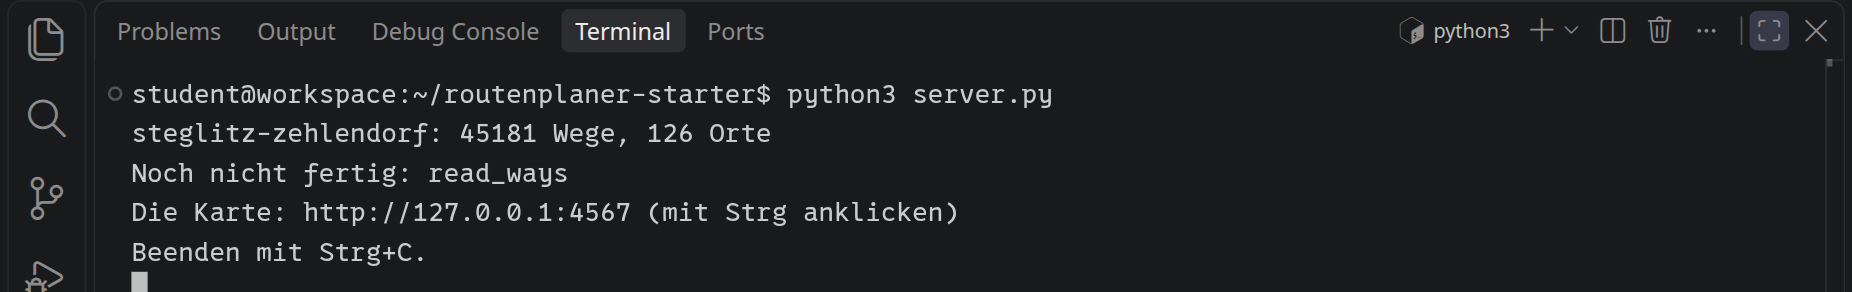 Problems Output Debug Console Terminal Ports python3
student@workspace:~/routenplaner-starter$ python3 server.py
steglitz-zehlendorf: 45181 Wege, 126 Orte
Noch nicht fertig: read_ways
Die Karte: http://127.0.0.1:4567 (mit Strg anklicken)
Beenden mit Strg+C.